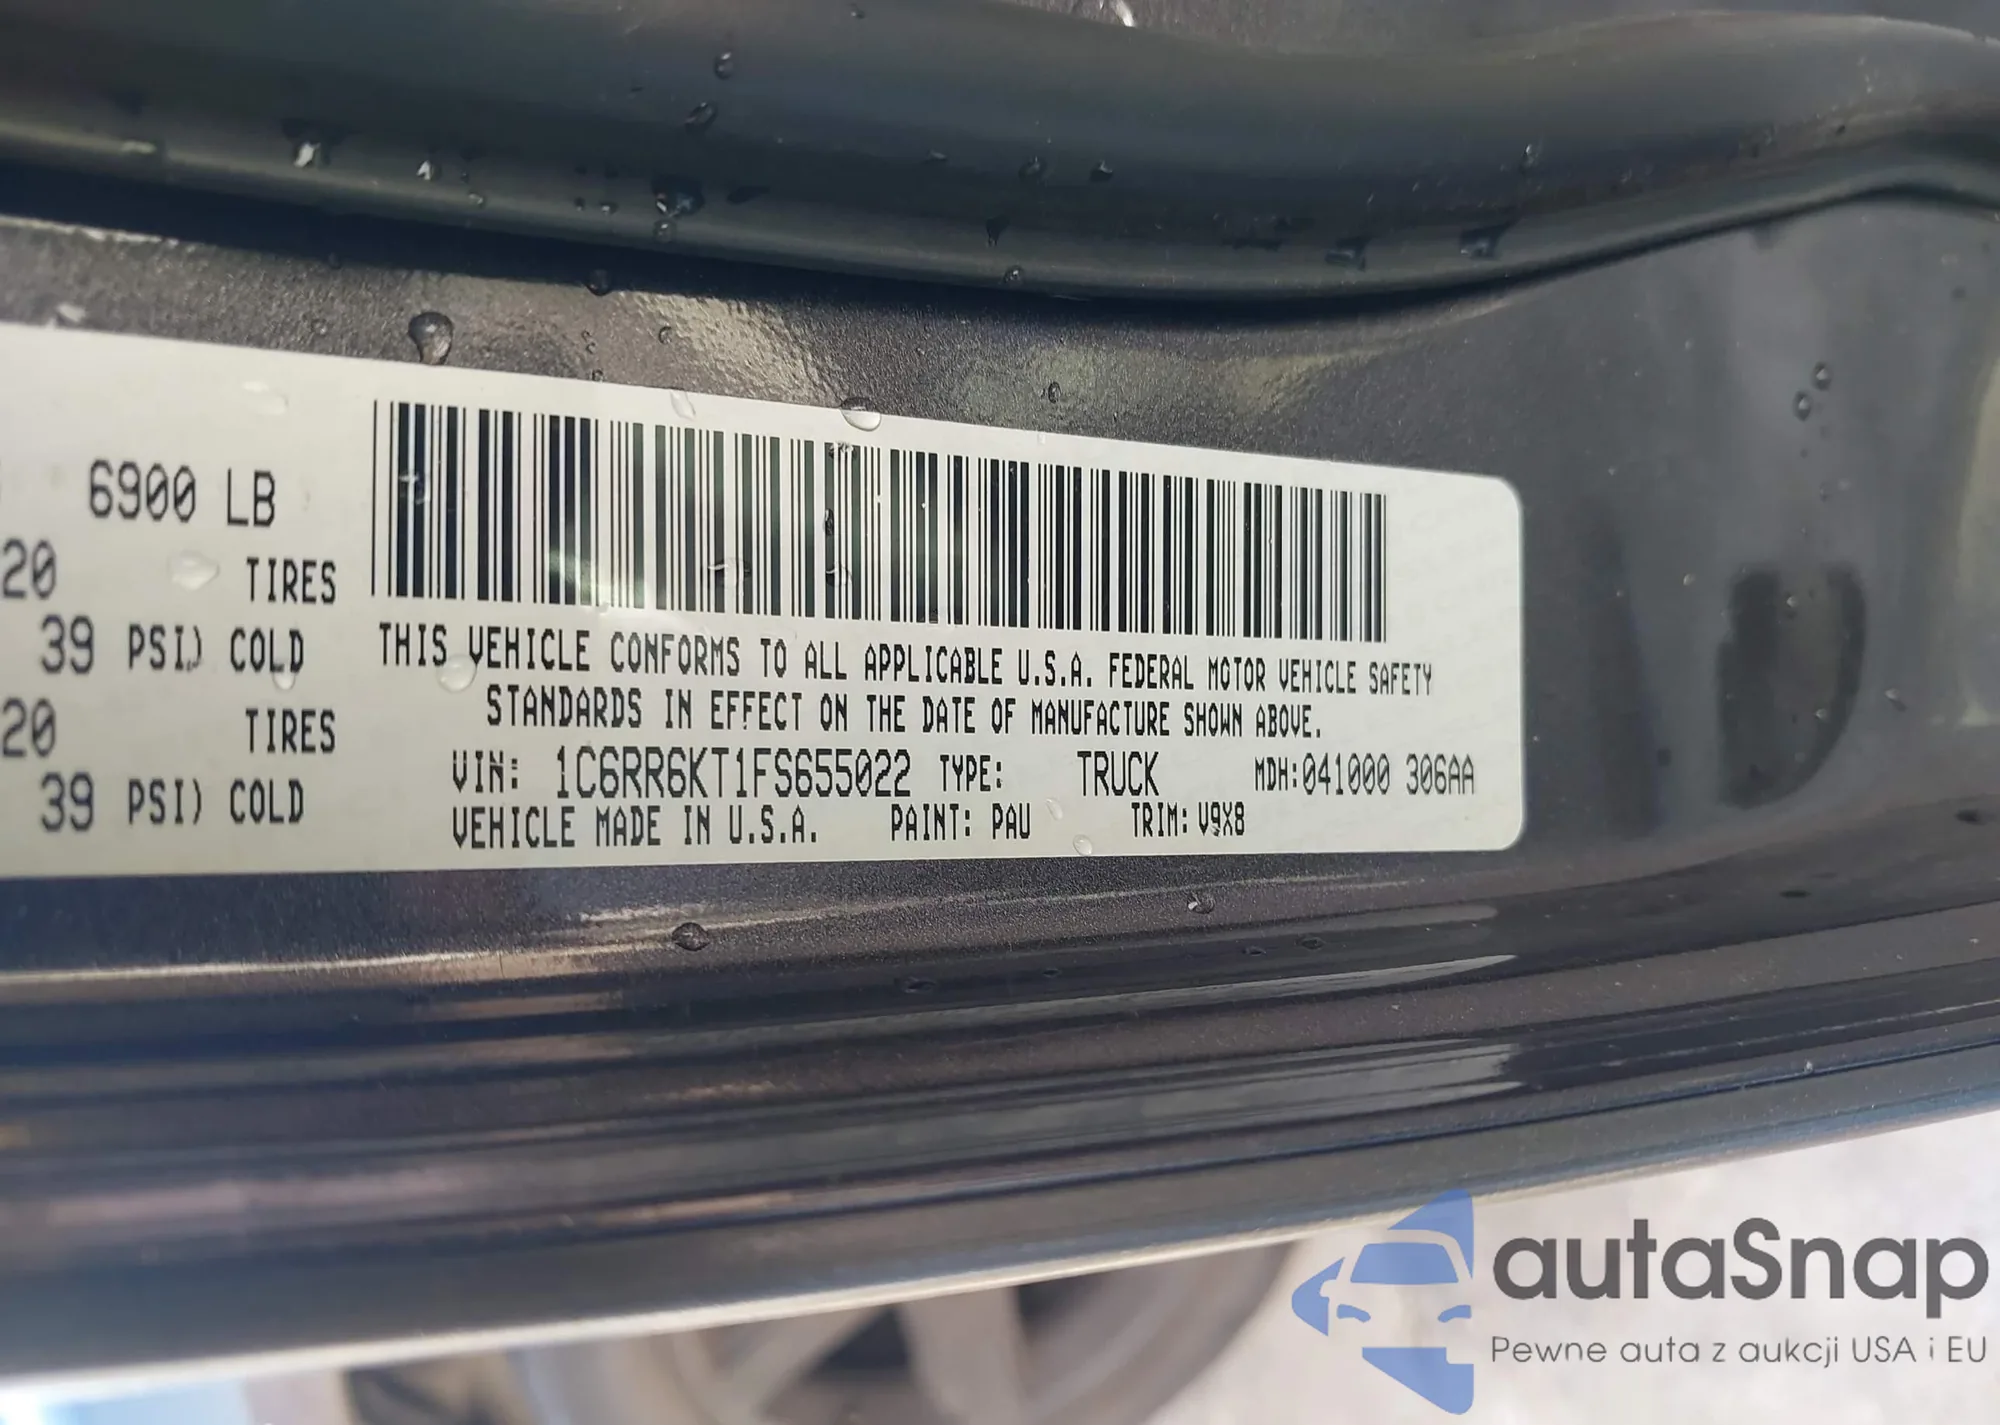 6900 LB
20 TIRES
39 PSI) COLD
20 TIRES
39 PSI) COLD
THIS VEHICLE CONFORMS TO ALL APPLICABLE U.S.A. FEDERAL MOTOR VEHICLE SAFETY
STANDARDS IN EFFECT ON THE DATE OF MANUFACTURE SHOWN ABOVE.
VIN: 1C6RR6KT1FS655022 TYPE: TRUCK MDH:041000 306AA
VEHICLE MADE IN U.S.A. PAINT: PAU TRIM: V9X8
autaSnap
Pewne auta z aukcji USA i EU